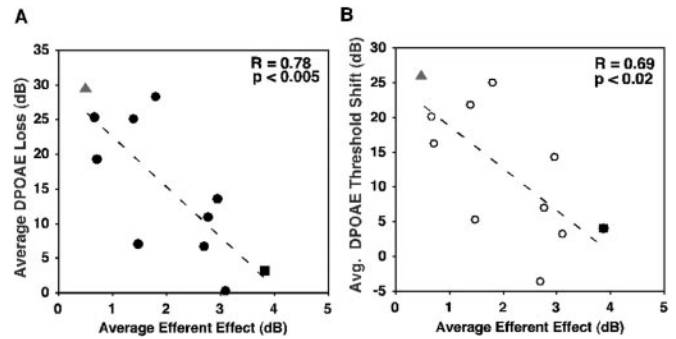 A
R = 0.78
p < 0.005
Average DPOAE Loss (dB)
35
30
25
20
15
10
5
0
0 1 2 3 4 5
Average Efferent Effect (dB)
B
R = 0.69
p < 0.02
Avg. DPOAE Threshold Shift (dB)
30
25
20
15
10
5
0
-5
0 1 2 3 4 5
Average Efferent Effect (dB)